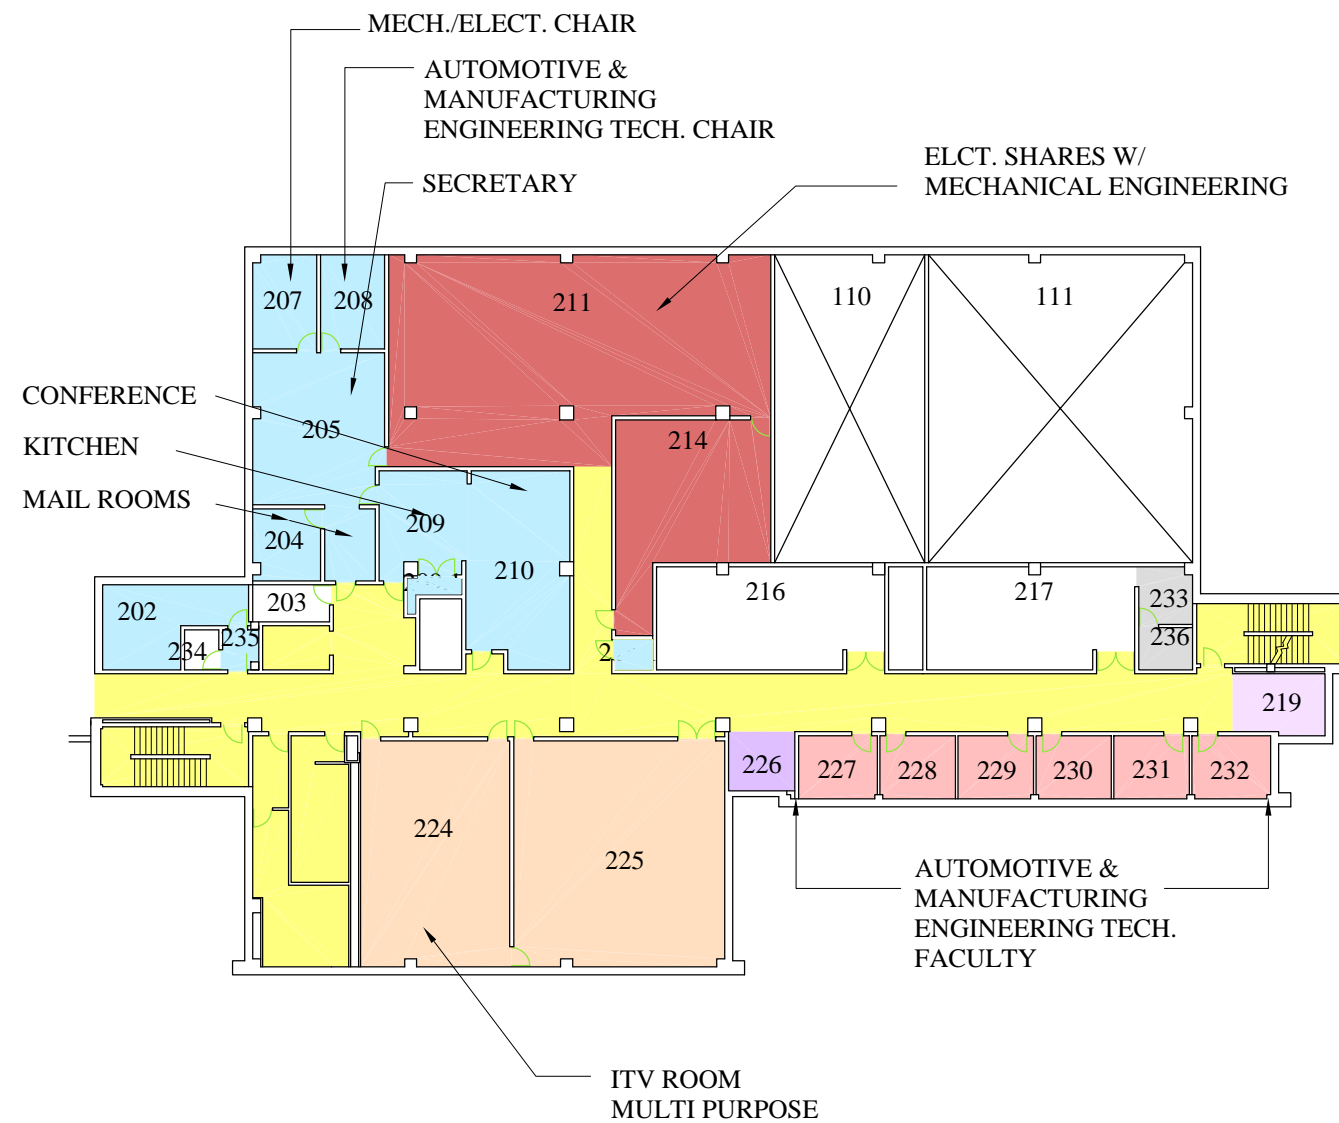 MECH./ELECT. CHAIR
AUTOMOTIVE &
MANUFACTURING
ENGINEERING TECH. CHAIR
SECRETARY
ELCT. SHARES W/
MECHANICAL ENGINEERING
207
208
211
110
111
CONFERENCE
205
KITCHEN
214
MAIL ROOMS
204
209
210
216
217
202
203
233
234
235
236
219
226
227
228
229
230
231
232
224
225
AUTOMOTIVE &
MANUFACTURING
ENGINEERING TECH.
FACULTY
ITV ROOM
MULTI PURPOSE